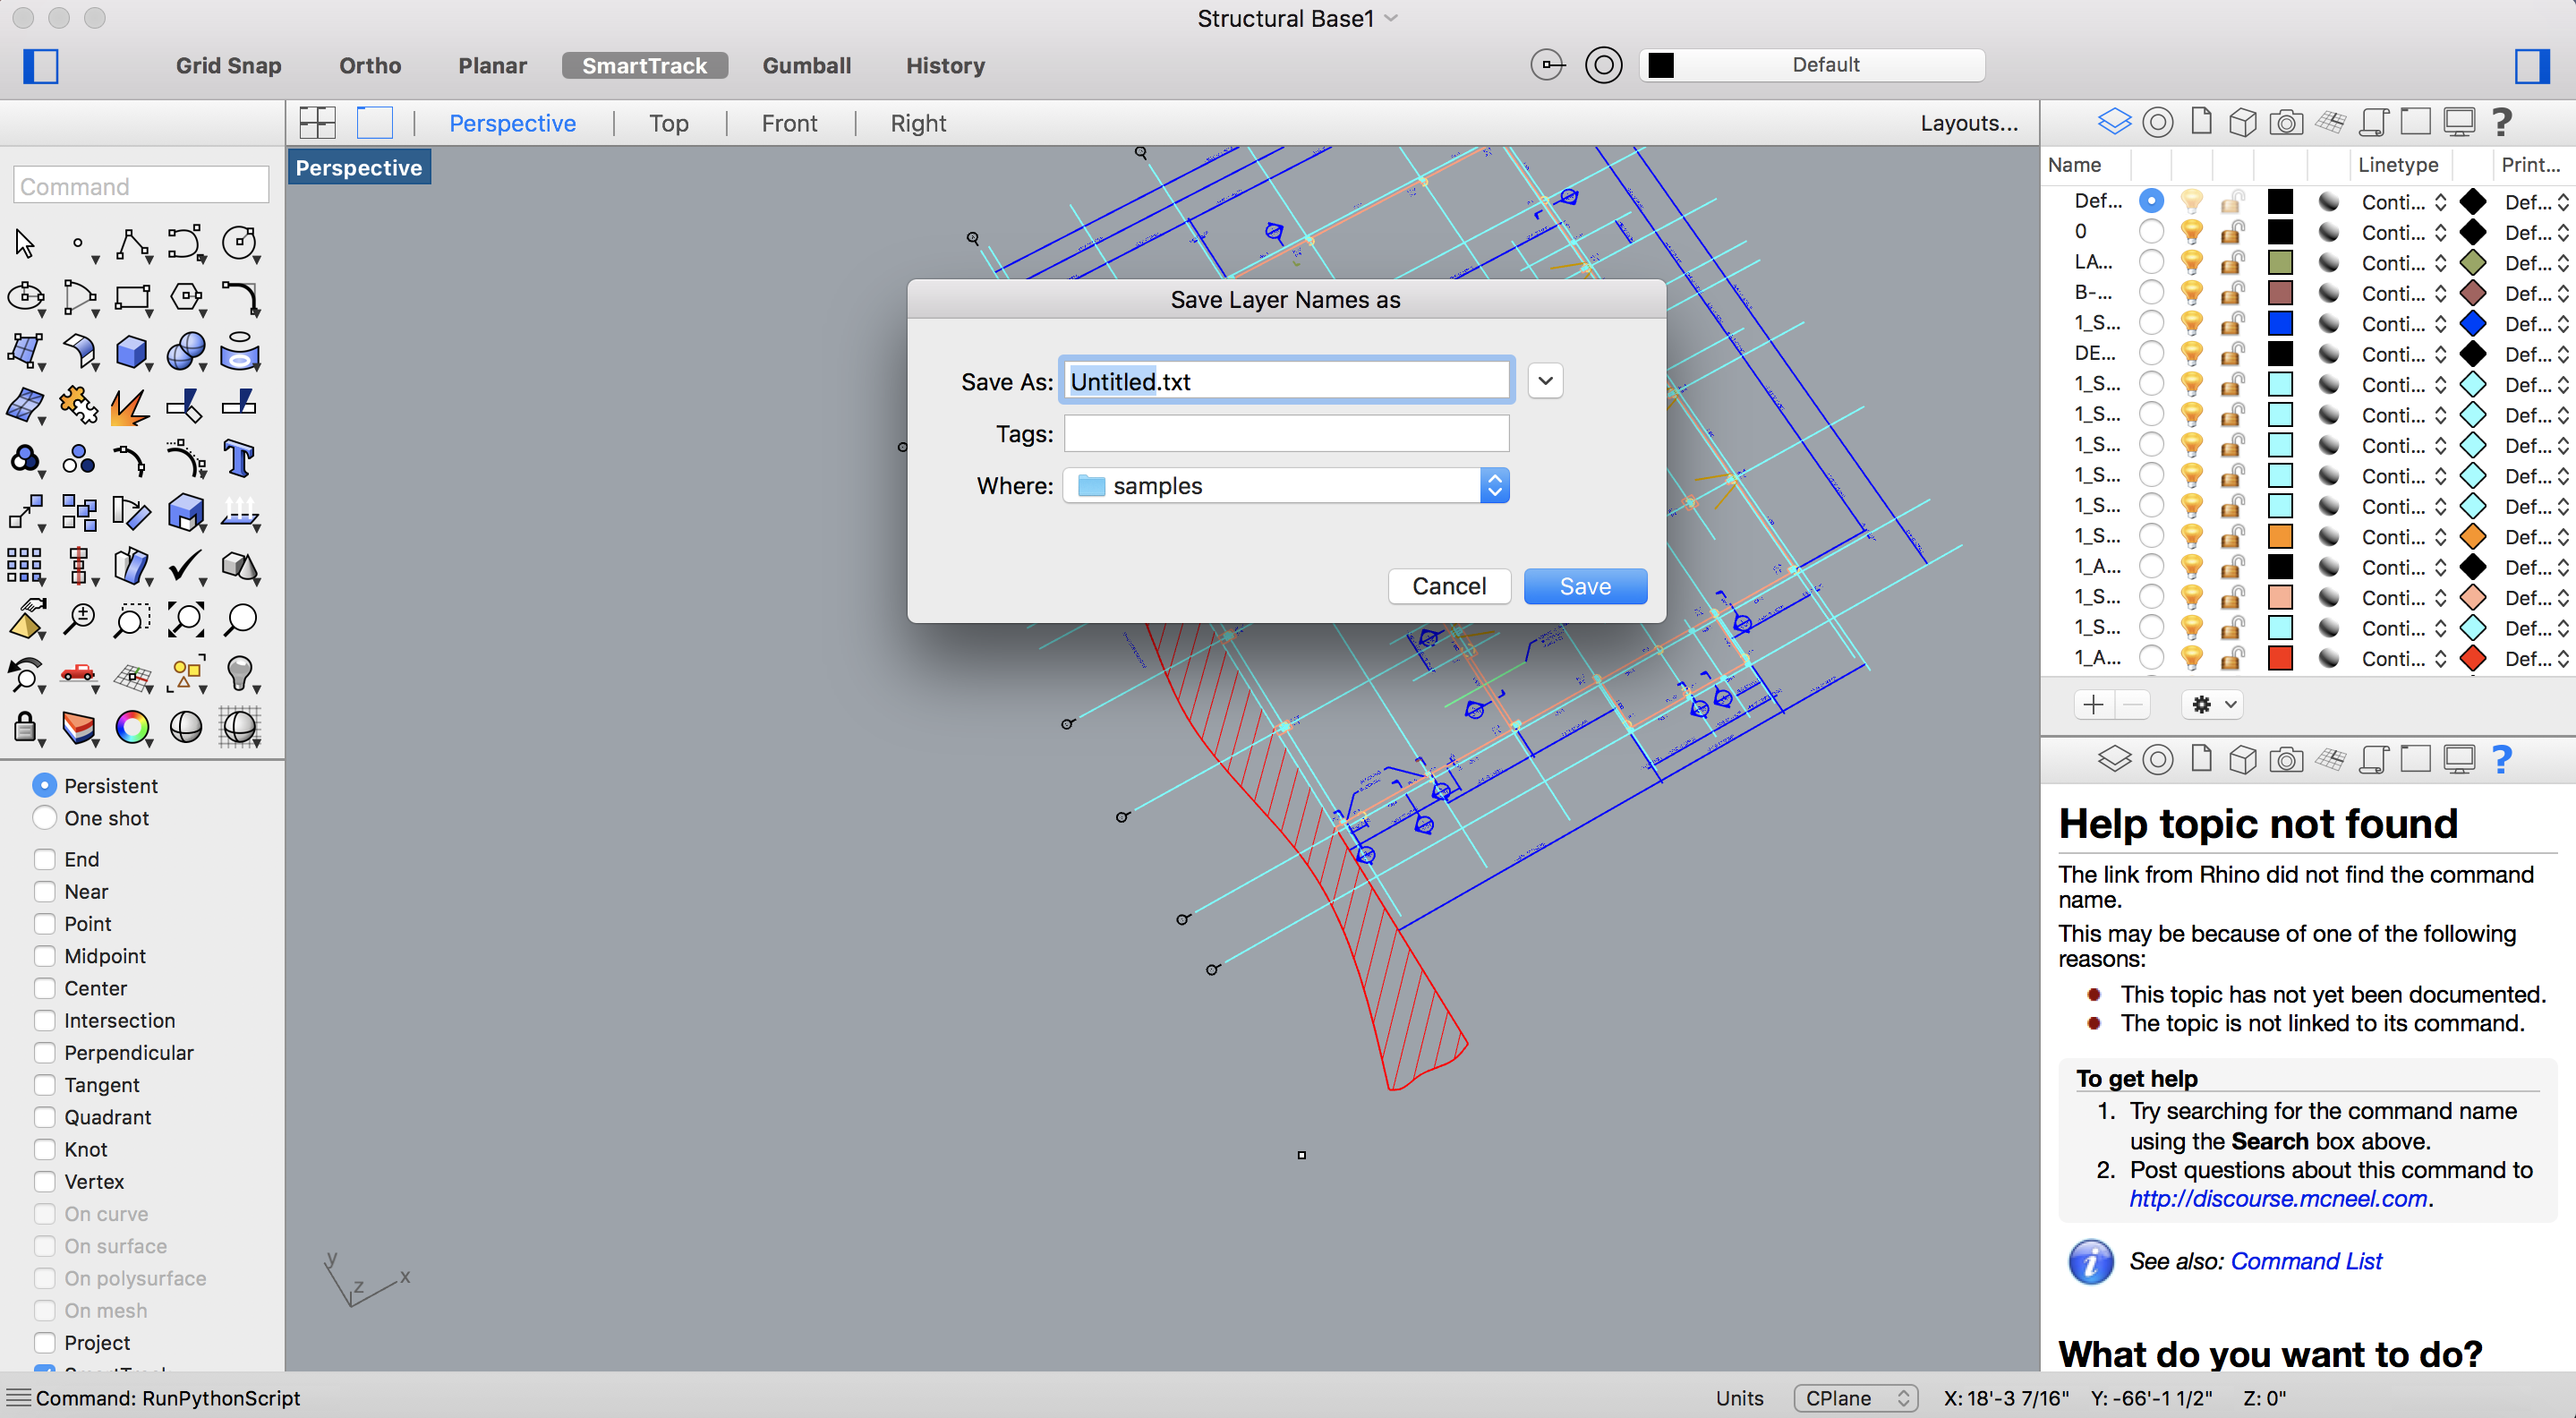 Structural Base1
Grid Snap
Ortho
Planar
SmartTrack
Gumball
History
Default
Perspective
Top
Front
Right
Layouts...
Perspective
Command
Save Layer Names as
Save As: Untitled.txt
Tags:
Where: samples
Cancel
Save
Name
Linetype
Print...
Def... Conti... Def...
0 Conti... Def...
LA... Conti... Def...
B-... Conti... Def...
1_S... Conti... Def...
DE... Conti... Def...
1_S... Conti... Def...
1_S... Conti... Def...
1_S... Conti... Def...
1_S... Conti... Def...
1_S... Conti... Def...
1_S... Conti... Def...
1_A... Conti... Def...
1_S... Conti... Def...
1_S... Conti... Def...
1_A... Conti... Def...
Persistent
One shot
End
Near
Point
Midpoint
Center
Intersection
Perpendicular
Tangent
Quadrant
Knot
Vertex
On curve
On surface
On polysurface
On mesh
Project
y
z
x
Help topic not found
The link from Rhino did not find the command
name.
This may be because of one of the following
reasons:
This topic has not yet been documented.
The topic is not linked to its command.
To get help
1. Try searching for the command name
using the Search box above.
2. Post questions about this command to
http://discourse.mcneel.com.
See also: Command List
What do you want to do?
Command: RunPythonScript
Units
CPlane
X: 18'-3 7/16"
Y: -66'-1 1/2"
Z: 0"